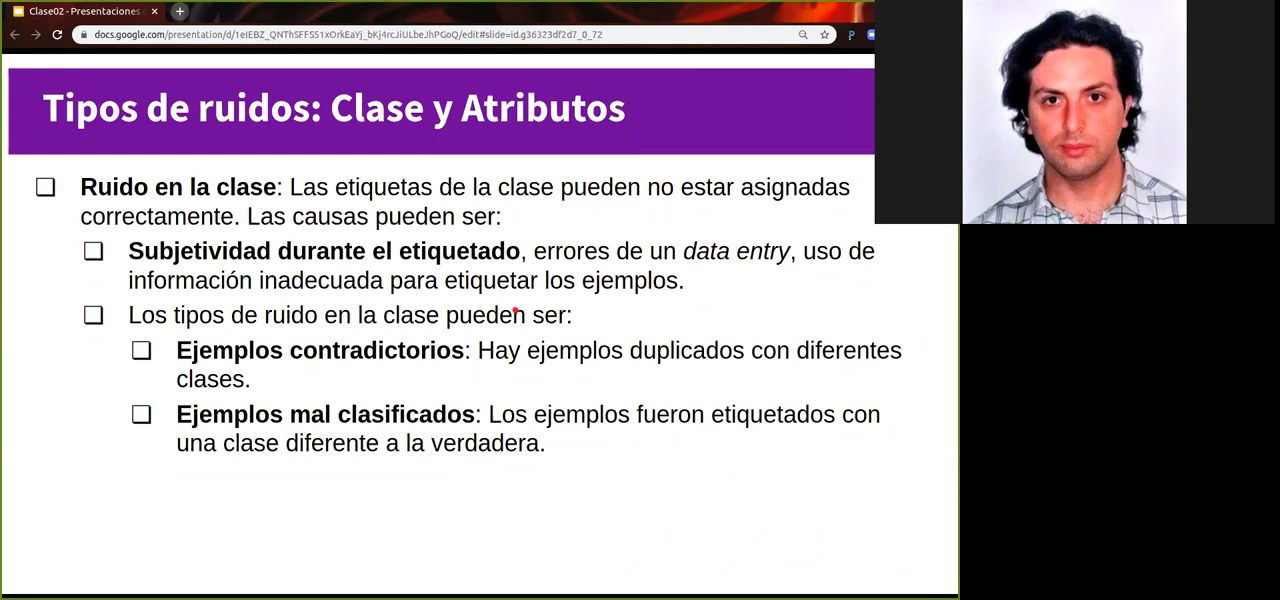 Clase02 - Presentaciones
docs.google.com/presentation/d/1eIEBZ_QNThSFFS51xOrkEaYj_bKj4rcJiULbeJhPGoQ/edit#slide=id.g36323df2d7_0_72
Tipos de ruidos: Clase y Atributos
Ruido en la clase: Las etiquetas de la clase pueden no estar asignadas
correctamente. Las causas pueden ser:
Subjetividad durante el etiquetado, errores de un data entry, uso de
información inadecuada para etiquetar los ejemplos.
Los tipos de ruido en la clase pueden ser:
Ejemplos contradictorios: Hay ejemplos duplicados con diferentes
clases.
Ejemplos mal clasificados: Los ejemplos fueron etiquetados con
una clase diferente a la verdadera.